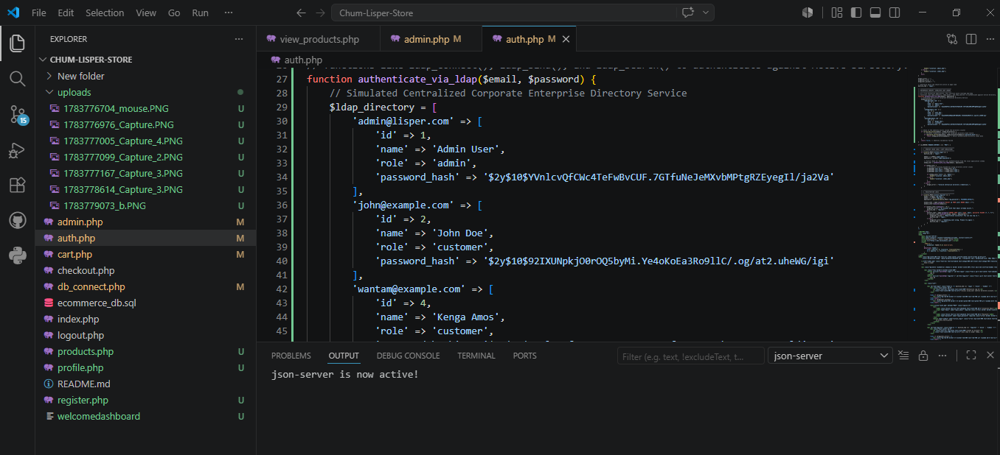 File Edit Selection View Go Run ···
Chum-Lisper-Store
EXPLORER
CHUM-LISPER-STORE
New folder
uploads
1783776704_mouse.PNG U
1783776976_Capture.PNG U
1783777005_Capture_4.PNG U
1783777099_Capture_2.PNG U
1783777167_Capture_3.PNG U
1783778614_Capture_3.PNG U
1783779073_b.PNG U
admin.php M
auth.php M
cart.php M
checkout.php
db_connect.php M
ecommerce_db.sql
index.php
logout.php
products.php U
profile.php U
README.md
register.php U
welcomedashboard U
15
view_products.php
admin.php M
auth.php M
auth.php
27 function authenticate_via_ldap($email, $password) {
28 // Simulated Centralized Corporate Enterprise Directory Service
29 $ldap_directory = [
30 'admin@lisper.com' => [
31 'id' => 1,
32 'name' => 'Admin User',
33 'role' => 'admin',
34 'password_hash' => '$2y$10$YVnlcvQfCWc4TeFwBvCUF.7GTfuNeJeMXvbMPtgRZEyegIl/ja2Va'
35 ],
36 'john@example.com' => [
37 'id' => 2,
38 'name' => 'John Doe',
39 'role' => 'customer',
40 'password_hash' => '$2y$10$92IXUNpkjO0rOQ5byMi.Ye4oKoEa3Ro9llC/.og/at2.uheWG/igi'
41 ],
42 'wantam@example.com' => [
43 'id' => 4,
44 'name' => 'Kenga Amos',
45 'role' => 'customer',
PROBLEMS OUTPUT DEBUG CONSOLE TERMINAL PORTS
Filter (e.g. text, !excludeText, t...
json-server
json-server is now active!